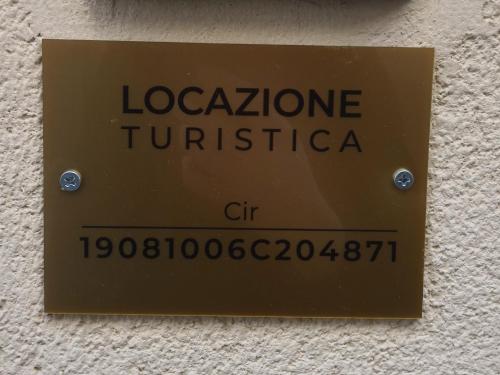 LOCAZIONE
TURISTICA
Cir
19081006C204871